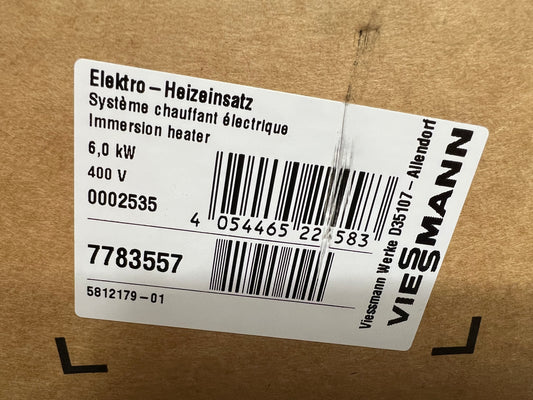 Elektro-Heizeinsatz
Système chauffant électrique
Immersion heater
6,0 kW
400 V
0002535
4 054465 221583
7783557
5812179-01
Viessmann Werke D35107-Allendorf
VIESSMANN